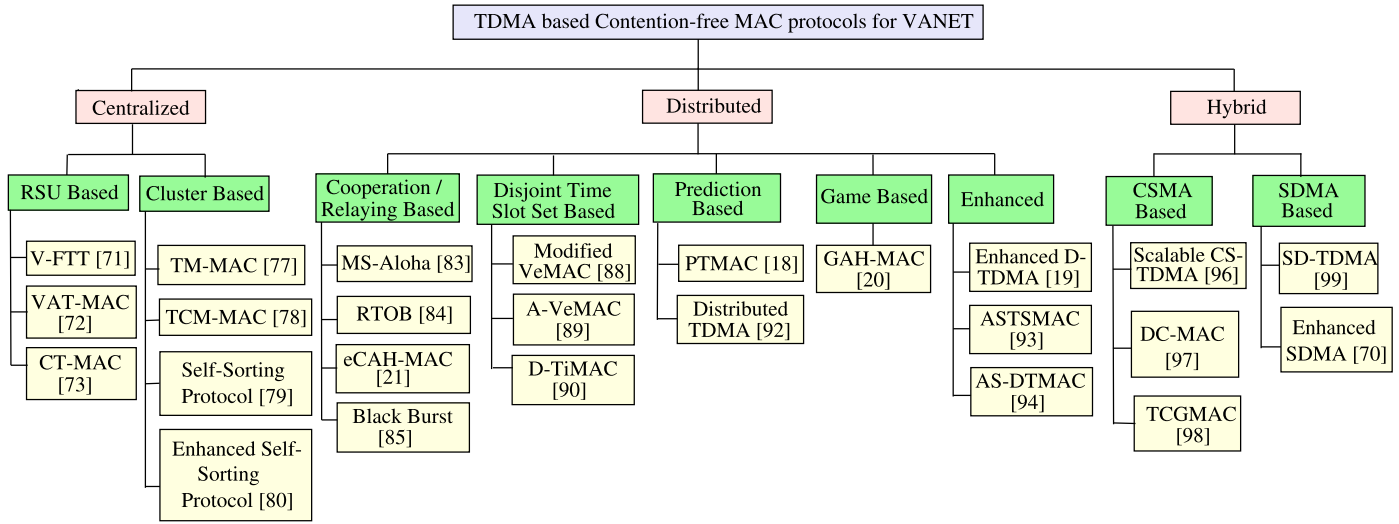 TDMA based Contention-free MAC protocols for VANET
Centralized
Distributed
Hybrid
RSU Based
Cluster Based
Cooperation /
Relaying Based
Disjoint Time
Slot Set Based
Prediction
Based
Game Based
Enhanced
CSMA
Based
SDMA
Based
V-FTT [71]
VAT-MAC
[72]
CT-MAC
[73]
TM-MAC [77]
TCM-MAC [78]
Self-Sorting
Protocol [79]
Enhanced Self-
Sorting
Protocol [80]
MS-Aloha [83]
RTOB [84]
eCAH-MAC
[21]
Black Burst
[85]
Modified
VeMAC [88]
A-VeMAC
[89]
D-TiMAC
[90]
PTMAC [18]
Distributed
TDMA [92]
GAH-MAC
[20]
Enhanced D-
TDMA [19]
ASTSMAC
[93]
AS-DTMAC
[94]
Scalable CS-
TDMA [96]
DC-MAC
[97]
TCGMAC
[98]
SD-TDMA
[99]
Enhanced
SDMA [70]